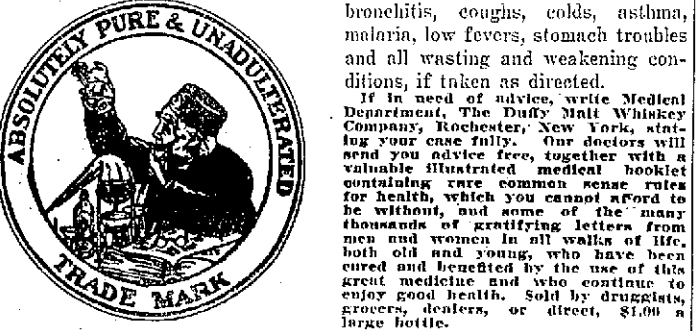 ABSOLUTELY PURE & UNADULTERATED
TRADE MARK
bronchitis, coughs, colds, asthma,
malaria, low fevers, stomach troubles
and all wasting and weakening con-
ditions, if taken as directed.
If in need of advice, write Medical
Department, The Duffy Malt Whiskey
Company, Rochester, New York, stat-
ing your case fully. Our doctors will
send you advice free, together with a
valuable illustrated medical booklet
containing rare common sense rules
for health, which you cannot afford to
be without, and some of the many
thousands of gratifying letters from
men and women in all walks of life,
both old and young, who have been
cured and benefited by the use of this
great medicine and who continue to
enjoy good health. Sold by druggists,
grocers, dealers, or direct, $1.00 a
large bottle.